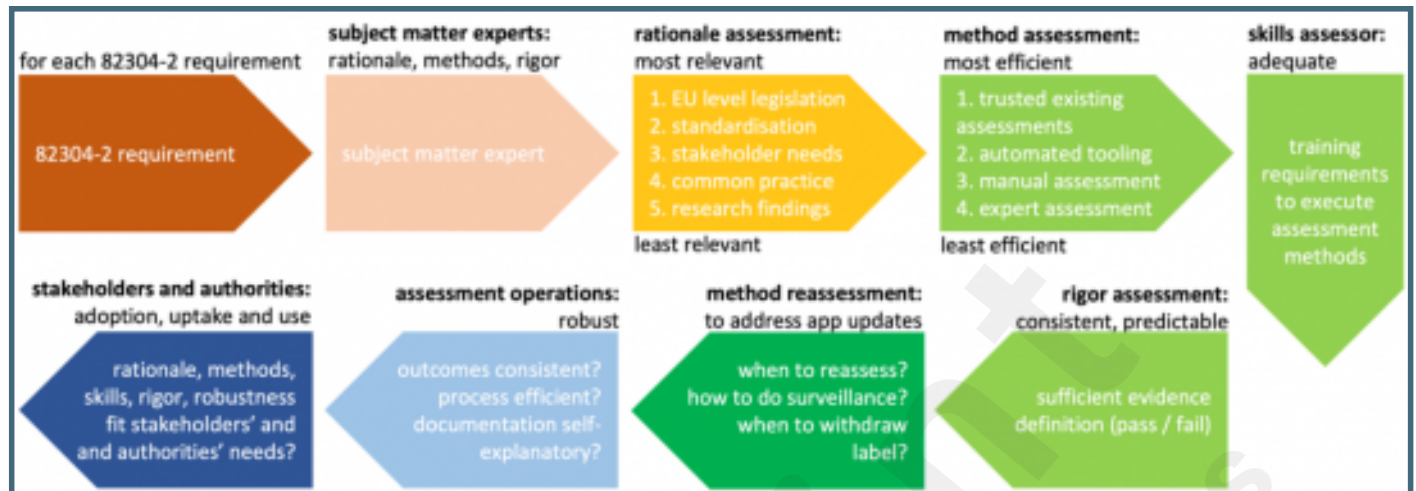 for each 82304-2 requirement
82304-2 requirement
subject matter experts:
rationale, methods, rigor
subject matter expert
rationale assessment:
most relevant
1. EU level legislation
2. standardisation
3. stakeholder needs
4. common practice
5. research findings
least relevant
method assessment:
most efficient
1. trusted existing
assessments
2. automated tooling
3. manual assessment
4. expert assessment
least efficient
skills assessor:
adequate
training
requirements
to execute
assessment
methods
rigor assessment:
consistent, predictable
sufficient evidence
definition (pass / fail)
method reassessment:
to address app updates
when to reassess?
how to do surveillance?
when to withdraw
label?
assessment operations:
robust
outcomes consistent?
process efficient?
documentation self-
explanatory?
stakeholders and authorities:
adoption, uptake and use
rationale, methods,
skills, rigor, robustness
fit stakeholders' and
and authorities' needs?